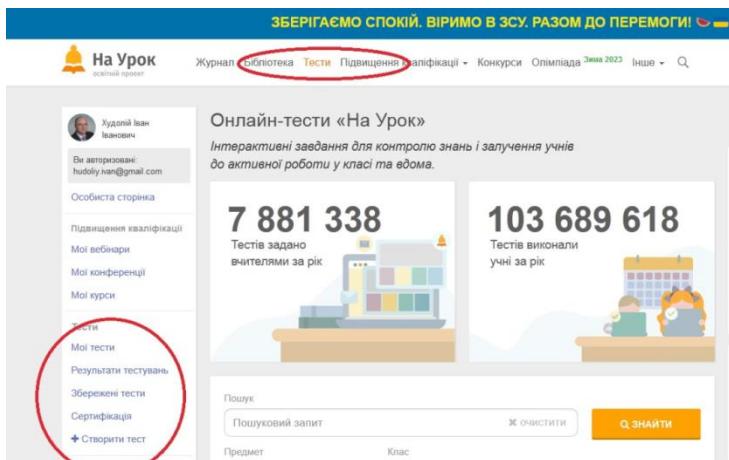 ЗБЕРІГАЄМО СПОКІЙ. ВІРИМО В ЗСУ. РАЗОМ ДО ПЕРЕМОГИ!
На Урок
освітній проект
Журнал Бібліотека Тести Підвищення кваліфікації Конкурси Олімпіада Зима 2023 Інше
Худолій Іван
Іванович
Ви авторизовані:
hudoliy.ivan@gmail.com
Особиста сторінка
Підвищення кваліфікації
Мої вебінари
Мої конференції
Мої курси
Тести
Мої тести
Результати тестувань
Збережені тести
Сертифікація
+ Створити тест
Онлайн-тести «На Урок»
Інтерактивні завдання для контролю знань і залучення учнів
до активної роботи у класі та вдома.
7 881 338
Тестів задано
вчителями за рік
103 689 618
Тестів виконали
учні за рік
Пошук
Пошуковий запит
✖ очистити
ЗНАЙТИ
Предмет
Клас